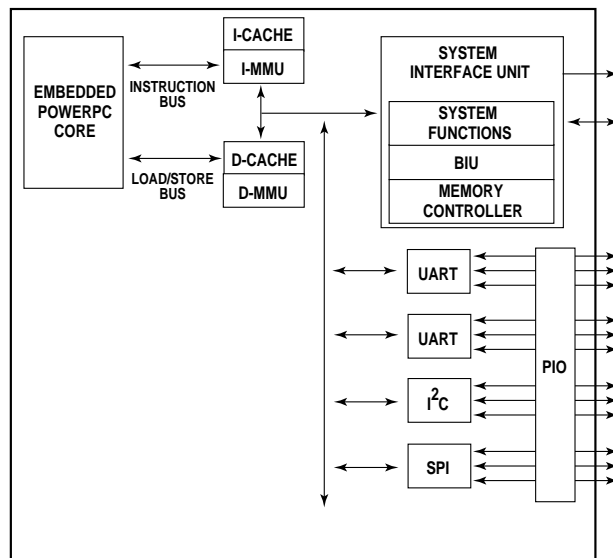 EMBEDDED
POWERPC
CORE
INSTRUCTION
BUS
LOAD/STORE
BUS
I-CACHE
I-MMU
D-CACHE
D-MMU
SYSTEM
INTERFACE UNIT
SYSTEM
FUNCTIONS
BIU
MEMORY
CONTROLLER
UART
UART
I²C
SPI
PIO